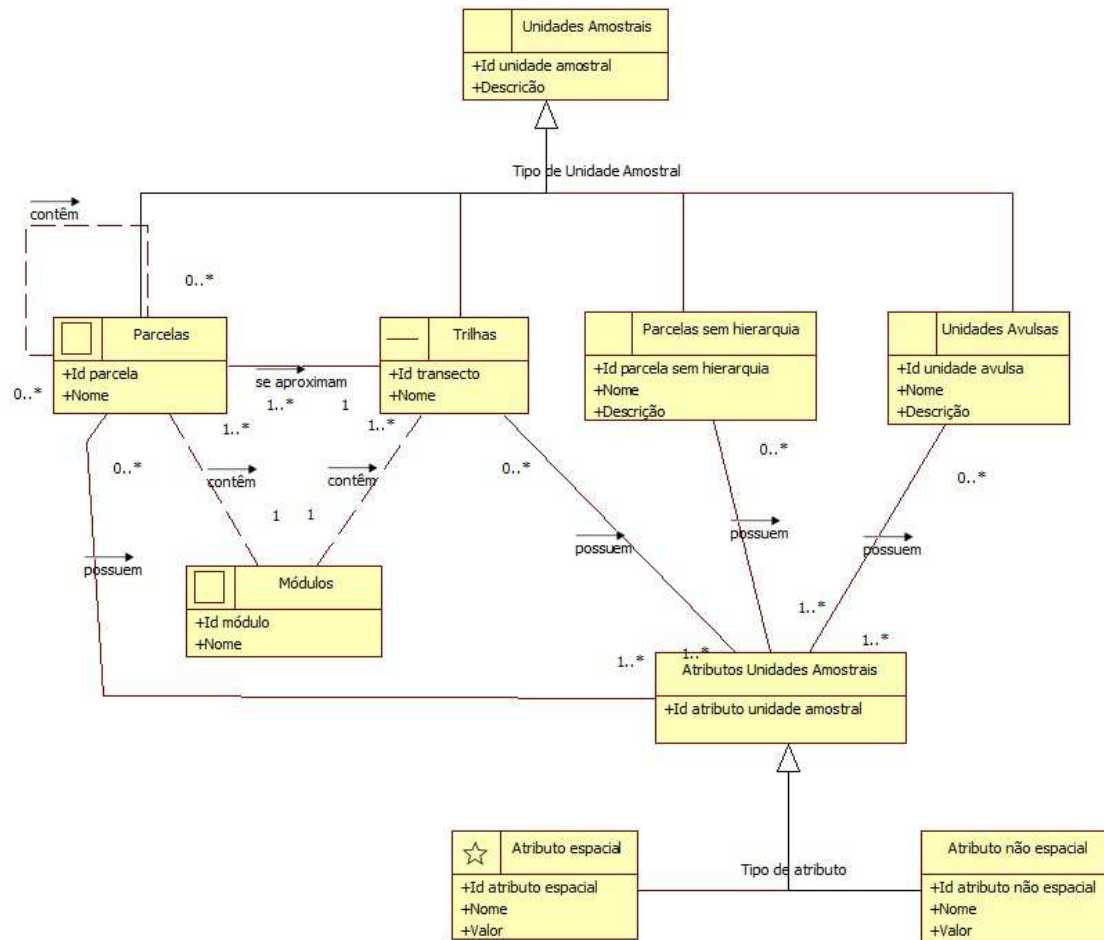 Unidades Amostrais
+Id unidade amostral
+Descricão
Tipo de Unidade Amostral
contêm
0..*
Parcelas
+Id parcela
+Nome
0..*
se aproximam
1..*
1
Trilhas
+Id transecto
+Nome
Parcelas sem hierarquia
+Id parcela sem hierarquia
+Nome
+Descrição
Unidades Avulsas
+Id unidade avulsa
+Nome
+Descrição
1..*
1..*
0..*
0..*
0..*
0..*
contêm
contêm
possuem
possuem
possuem
possuem
1
1
Módulos
+Id módulo
+Nome
1..*
1..*
1..*
1..*
Atributos Unidades Amostrais
+Id atributo unidade amostral
Tipo de atributo
Atributo espacial
+Id atributo espacial
+Nome
+Valor
Atributo não espacial
+Id atributo não espacial
+Nome
+Valor